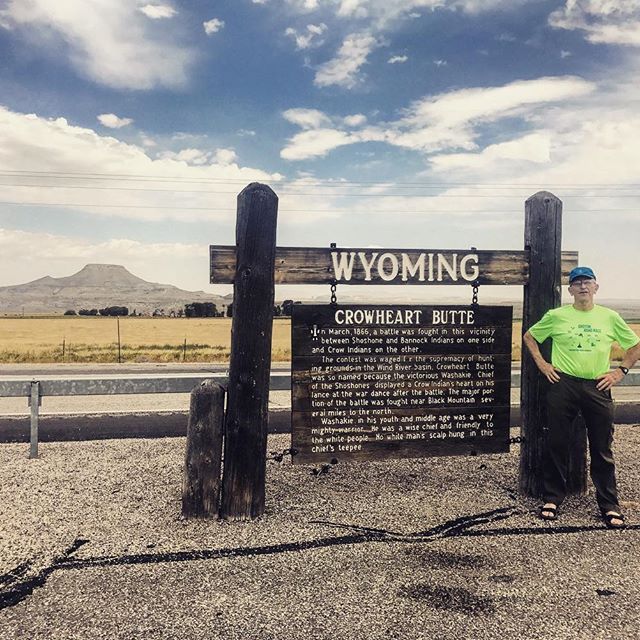 WYOMING
CROWHEART BUTTE
In March, 1866, a battle was fought in this vicinity
between Shoshone and Bannock Indians on one side
and Crow Indians on the other.
The contest was waged for the supremacy of hunt
ing grounds in the Wind River basin. Crowheart Butte
was so named because the victorious Washakie, Chief
of the Shoshones displayed a Crow Indian's heart on his
lance at the war dance after the battle. The major por
tion of the battle was fought near Black Mountain sev
eral miles to the north.
Washakie, in his youth and middle age was a very
mighty warrior. He was a wise chief and friendly to
the white people. No white man's scalp hung in this
chief's teepee.